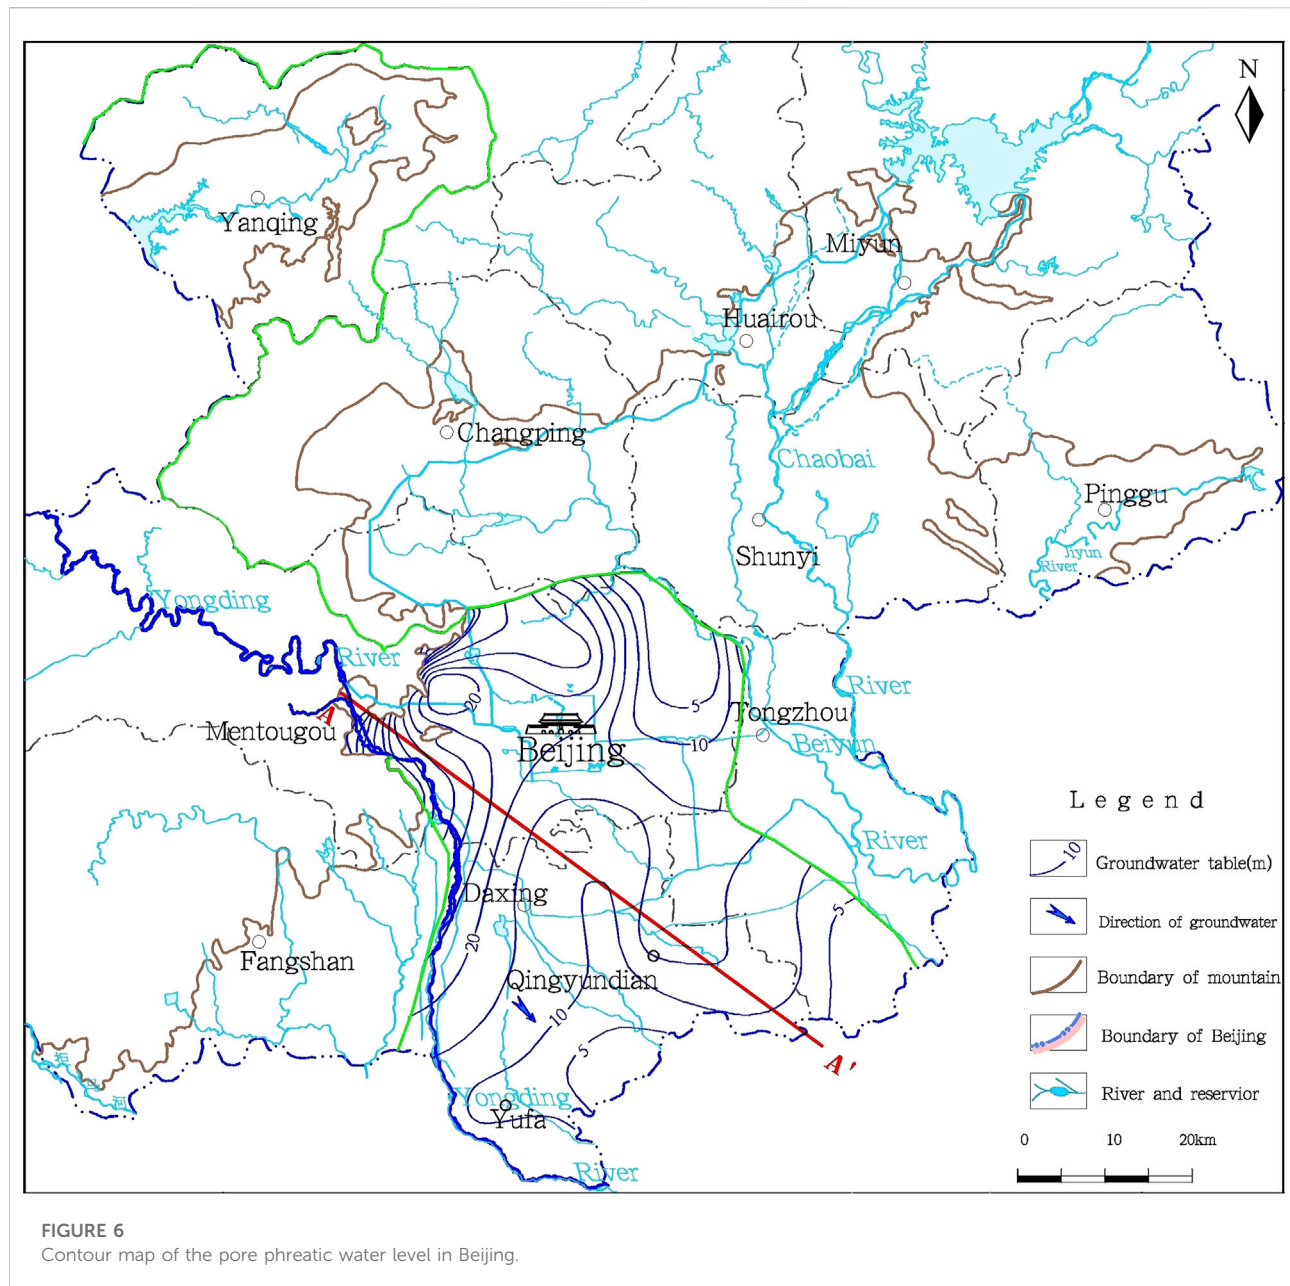 N
Yanqing
Miyun
Huairou
Changping
Chaobai
Pinggu
Shunyi
Jiyun
River
Yongding
River
River
A
20
5
Tongzhou
Mentougou
10
Beiyun
Beijing
Legend
River
10
Groundwater table(m)
Daxing
5
Direction of groundwater
20
Fangshan
Qingyundian
Boundary of mountain
10
Boundary of Beijing
5
A'
拒
马
河
Yongding
River and reservior
Yufa
0 10 20km
River
FIGURE 6
Contour map of the pore phreatic water level in Beijing.